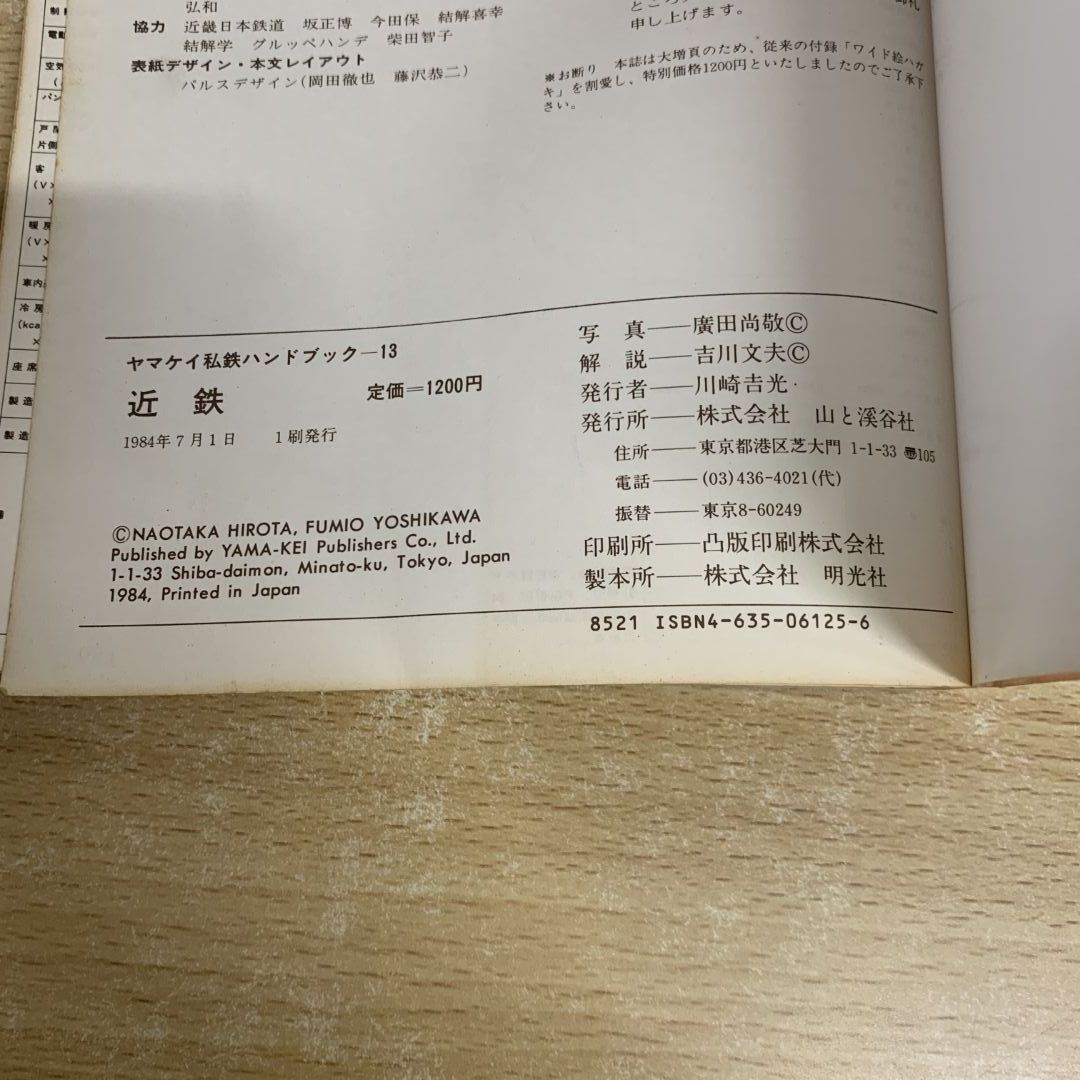 弘和
協力 近畿日本鉄道 坂正博 今田保 結解喜幸
結解学 グルッペハンデ 柴田智子
表紙デザイン・本文レイアウト
パルスデザイン(岡田徹也 藤沢恭二)
申し上げます。
※お断り 本誌は大増頁のため、従来の付録「ワイド絵ハガ
キ」を割愛し、特別価格1200円といたしましたのでご了承下
さい。
ヤマケイ私鉄ハンドブック—13
近 鉄 定価=1200円
1984年7月1日 1刷発行
©NAOTAKA HIROTA, FUMIO YOSHIKAWA
Published by YAMA-KEI Publishers Co., Ltd.
1-1-33 Shiba-daimon, Minato-ku, Tokyo, Japan
1984, Printed in Japan
写 真——廣田尚敬©
解 説——吉川文夫©
発行者——川崎吉光
発行所——株式会社 山と溪谷社
住所——東京都港区芝大門 1-1-33 〠105
電話——(03)436-4021(代)
振替——東京8-60249
印刷所——凸版印刷株式会社
製本所——株式会社 明光社
8521 ISBN4-635-06125-6
車内
座席
製造
製造